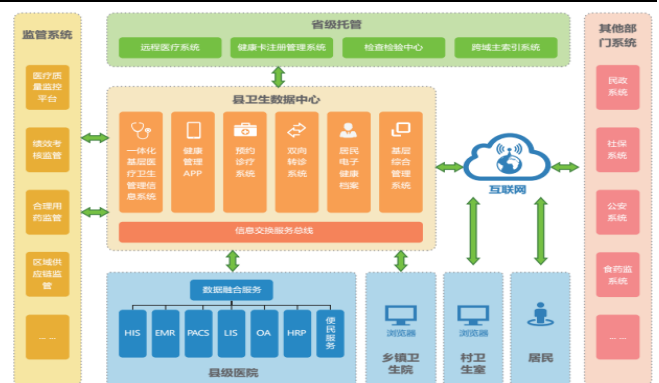 监管系统
医疗质
量监控
平台
绩效考
核监管
合理用
药监管
区域供
应链监
管
... ...
省级托管
远程医疗系统
健康卡注册管理系统
检查检验中心
跨域主索引系统
县卫生数据中心
一体化
基层医
疗卫生
管理信
息系统
健康
管理
APP
预约
诊疗
系统
双向
转诊
系统
居民
电子
健康
档案
基层
综合
管理
系统
信息交换服务总线
互联网
数据融合服务
HIS
EMR
PACS
LIS
OA
HRP
便
民
服
务
县级医院
浏览器
乡镇卫
生院
浏览器
村卫
生室
居民
其他部
门系统
民政
系统
社保
系统
公安
系统
食药监
系统
... ...